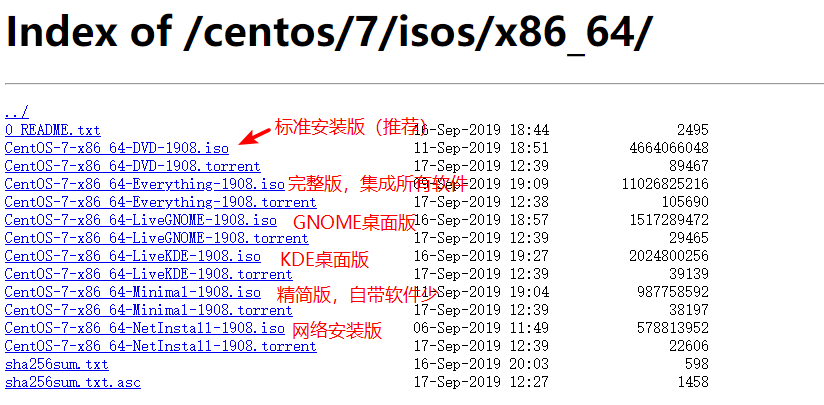 Index of /centos/7/isos/x86_64/
../
0_README.txt 16-Sep-2019 18:44 2495
标准安装版（推荐）
CentOS-7-x86_64-DVD-1908.iso 11-Sep-2019 18:51 4664066048
CentOS-7-x86_64-DVD-1908.torrent 17-Sep-2019 12:39 89467
CentOS-7-x86_64-Everything-1908.iso 完整版，集成所有软件 19:09 11026825216
CentOS-7-x86_64-Everything-1908.torrent 17-Sep-2019 12:38 105690
CentOS-7-x86_64-LiveGNOME-1908.iso GNOME桌面版 16-Sep-2019 18:57 1517289472
CentOS-7-x86_64-LiveGNOME-1908.torrent 17-Sep-2019 12:39 29465
CentOS-7-x86_64-LiveKDE-1908.iso KDE桌面版 16-Sep-2019 19:27 2024800256
CentOS-7-x86_64-LiveKDE-1908.torrent 17-Sep-2019 12:39 39139
CentOS-7-x86_64-Minimal-1908.iso 精简版，自带软件少 19:04 987758592
CentOS-7-x86_64-Minimal-1908.torrent 17-Sep-2019 12:39 38197
CentOS-7-x86_64-NetInstall-1908.iso 网络安装版 06-Sep-2019 11:49 578813952
CentOS-7-x86_64-NetInstall-1908.torrent 17-Sep-2019 12:39 22606
sha256sum.txt 16-Sep-2019 20:03 598
sha256sum.txt.asc 17-Sep-2019 12:27 1458